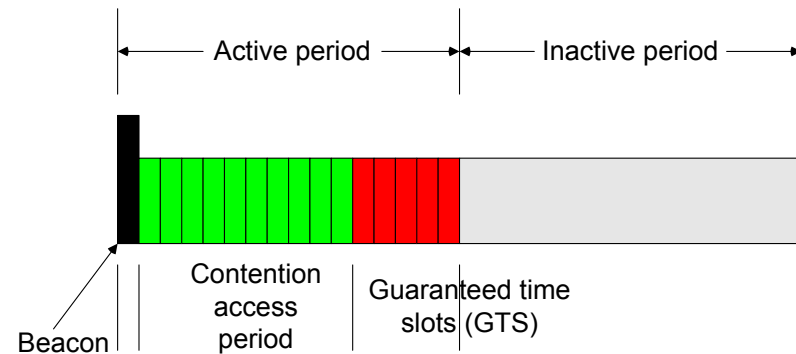 Active period
Inactive period
Contention
access
period
Guaranteed time
slots (GTS)
Beacon